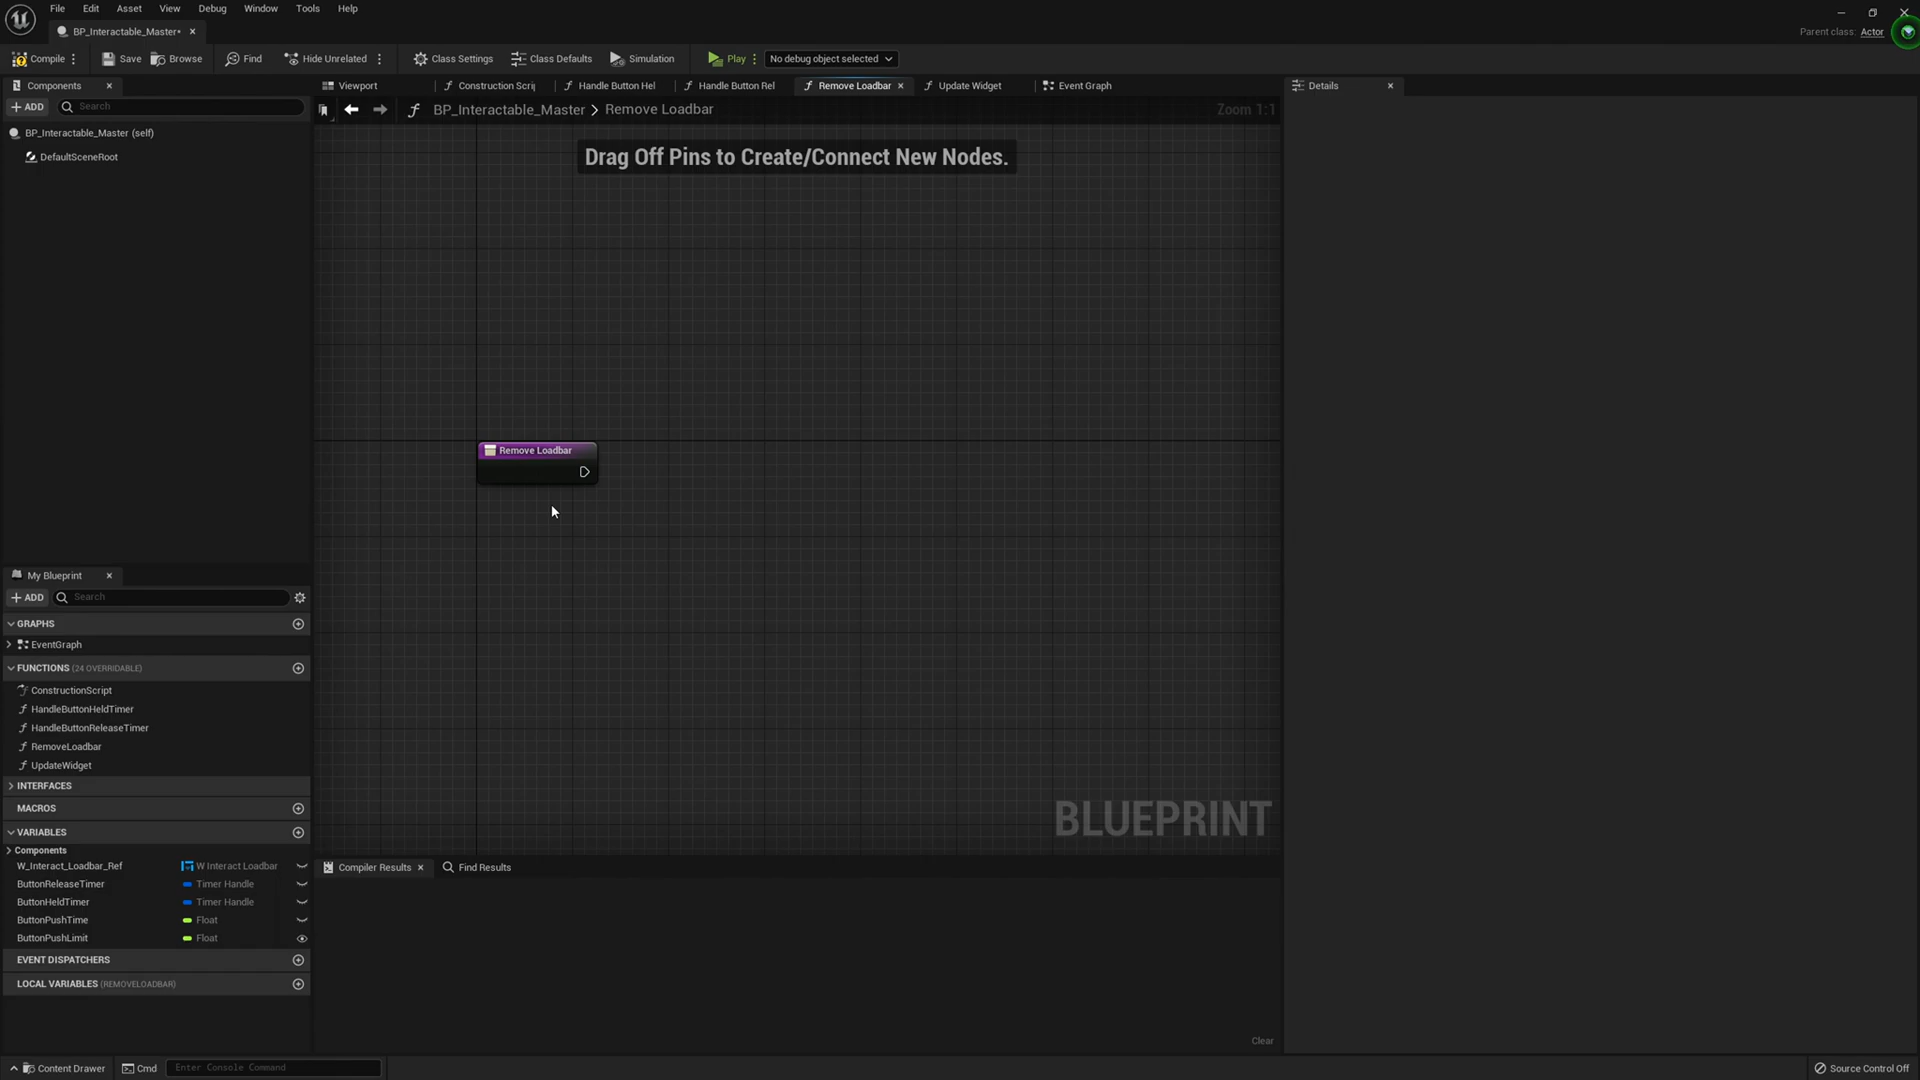 File Edit Asset View Debug Window Tools Help
BP_Interactable_Master*
Parent class: Actor
Compile Save Browse Find Hide Unrelated Class Settings Class Defaults Simulation Play No debug object selected
Components
Viewport Construction Scrip Handle Button Hel Handle Button Rel Remove Loadbar Update Widget Event Graph
Details
+ ADD Search
BP_Interactable_Master > Remove Loadbar
Zoom 1:1
BP_Interactable_Master (self)
DefaultSceneRoot
Drag Off Pins to Create/Connect New Nodes.
Remove Loadbar
My Blueprint
+ ADD Search
GRAPHS
EventGraph
FUNCTIONS (24 OVERRIDABLE)
ConstructionScript
HandleButtonHeldTimer
HandleButtonReleaseTimer
RemoveLoadbar
UpdateWidget
INTERFACES
MACROS
VARIABLES
Components
W_Interact_Loadbar_Ref W Interact Loadbar
ButtonReleaseTimer Timer Handle
ButtonHeldTimer Timer Handle
ButtonPushTime Float
ButtonPushLimit Float
EVENT DISPATCHERS
LOCAL VARIABLES (REMOVELOADBAR)
BLUEPRINT
Compiler Results Find Results
Clear
Content Drawer Cmd Enter Console Command
Source Control Off